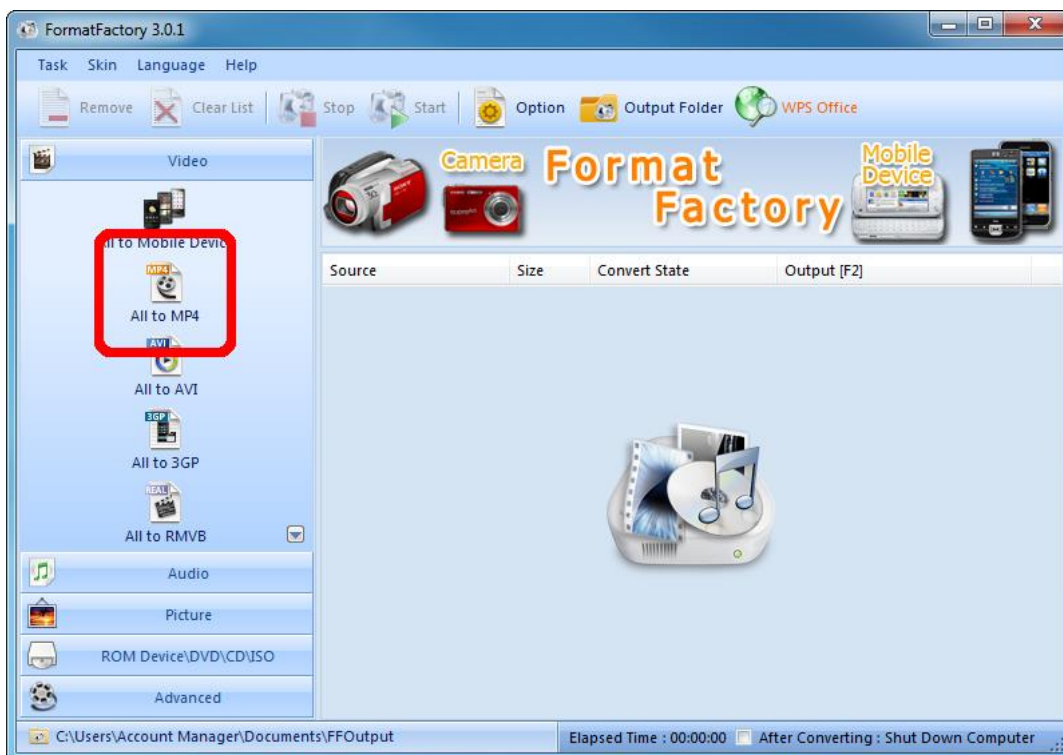 FormatFactory 3.0.1
Task Skin Language Help
Remove Clear List Stop Start Option Output Folder WPS Office
Video
Camera Format Factory Mobile Device
All to Mobile Devic
MP4
All to MP4
AVI
All to AVI
3GP
All to 3GP
REAL
All to RMVB
Audio
Picture
ROM Device\DVD\CD\ISO
Advanced
Source Size Convert State Output [F2]
C:\Users\Account Manager\Documents\FFOutput
Elapsed Time : 00:00:00 After Converting : Shut Down Computer